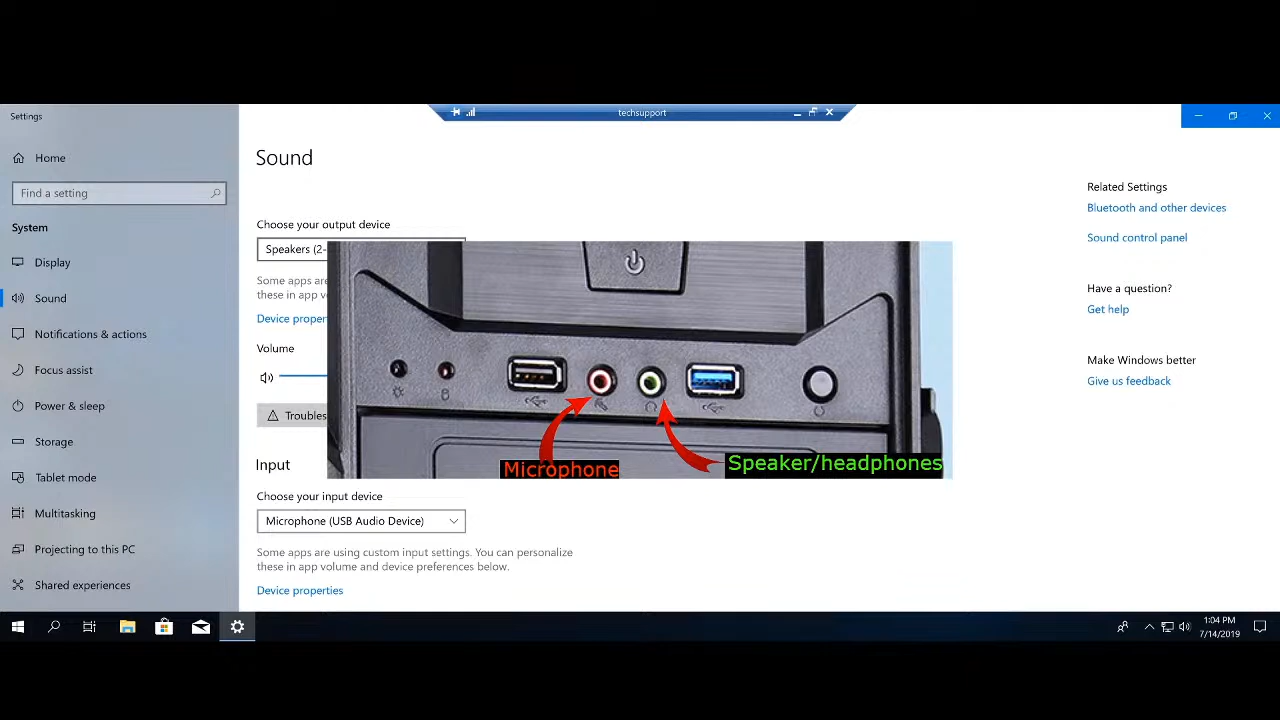 techsupport
Settings
Home
Find a setting
System
Display
Sound
Notifications & actions
Focus assist
Power & sleep
Storage
Tablet mode
Multitasking
Projecting to this PC
Shared experiences
Sound
Choose your output device
Speakers (2-
Some apps are
these in app v
Device proper
Volume
Troubles
Microphone
Speaker/headphones
Input
Choose your input device
Microphone (USB Audio Device)
Some apps are using custom input settings. You can personalize
these in app volume and device preferences below.
Device properties
Related Settings
Bluetooth and other devices
Sound control panel
Have a question?
Get help
Make Windows better
Give us feedback
1:04 PM
7/14/2019